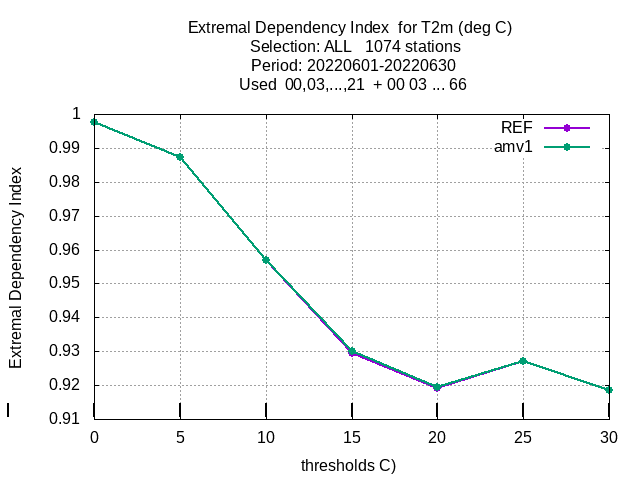 Extremal Dependency Index  for T2m (deg C)
Selection: ALL   1074 stations
Period: 20220601-20220630
Used  00,03,...,21  + 00 03 ... 66
REF
amv1
1
0.99
0.98
0.97
0.96
0.95
0.94
0.93
0.92
0.91
Extremal Dependency Index
0 5 10 15 20 25 30
thresholds C)